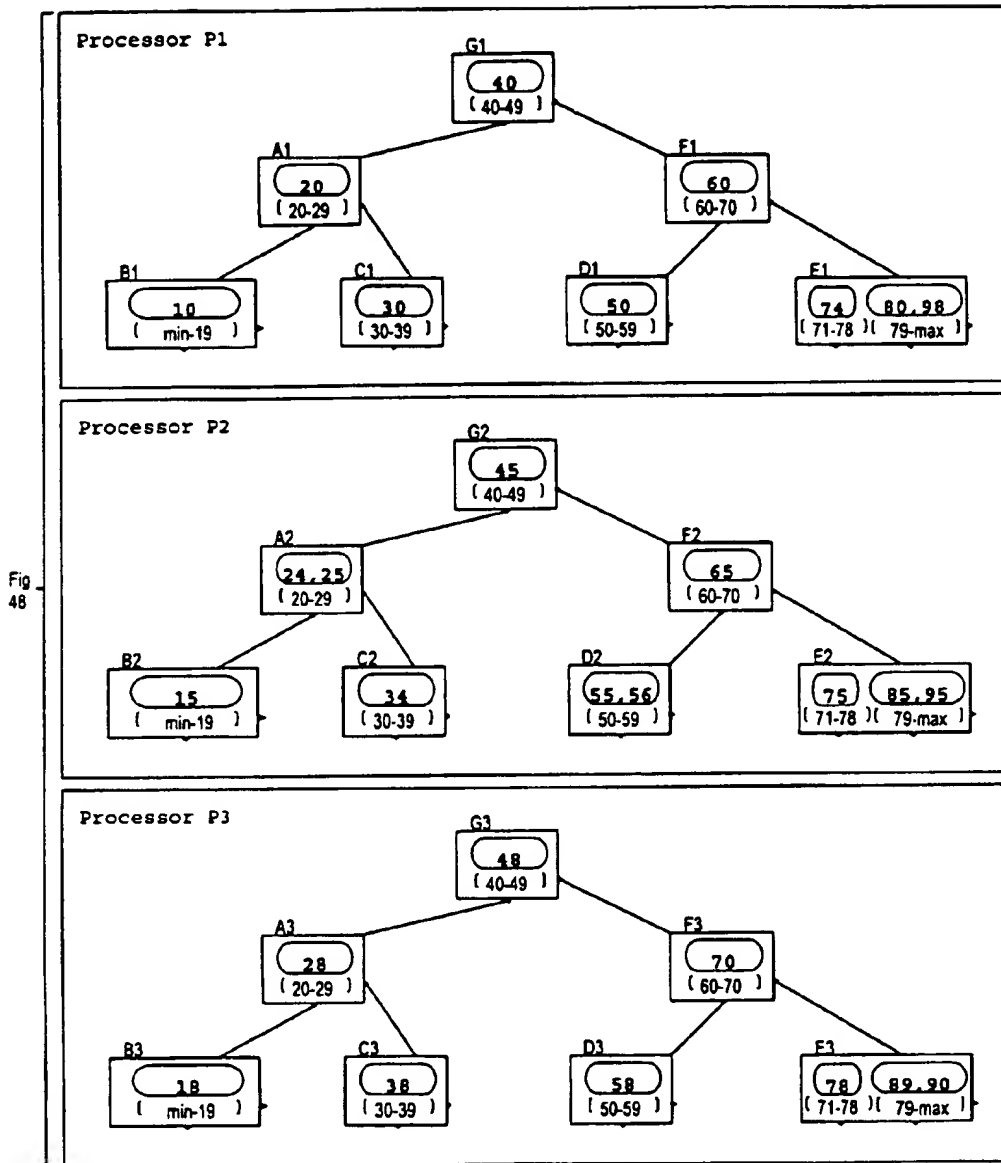 Processor P1
G1
40
( 40-49 )
A1
20
( 20-29 )
F1
60
( 60-70 )
B1
10
( min-19 )
C1
30
( 30-39 )
D1
50
( 50-59 )
E1
74
80,98
( 71-78 )( 79-max )
Processor P2
G2
45
( 40-49 )
A2
24,25
( 20-29 )
F2
65
( 60-70 )
Fig
48
B2
15
( min-19 )
C2
34
( 30-39 )
D2
55,56
( 50-59 )
E2
75
85,95
( 71-78 )( 79-max )
Processor P3
G3
48
( 40-49 )
A3
28
( 20-29 )
F3
70
( 60-70 )
B3
18
( min-19 )
C3
38
( 30-39 )
D3
58
( 50-59 )
E3
78
89,90
( 71-78 )( 79-max )